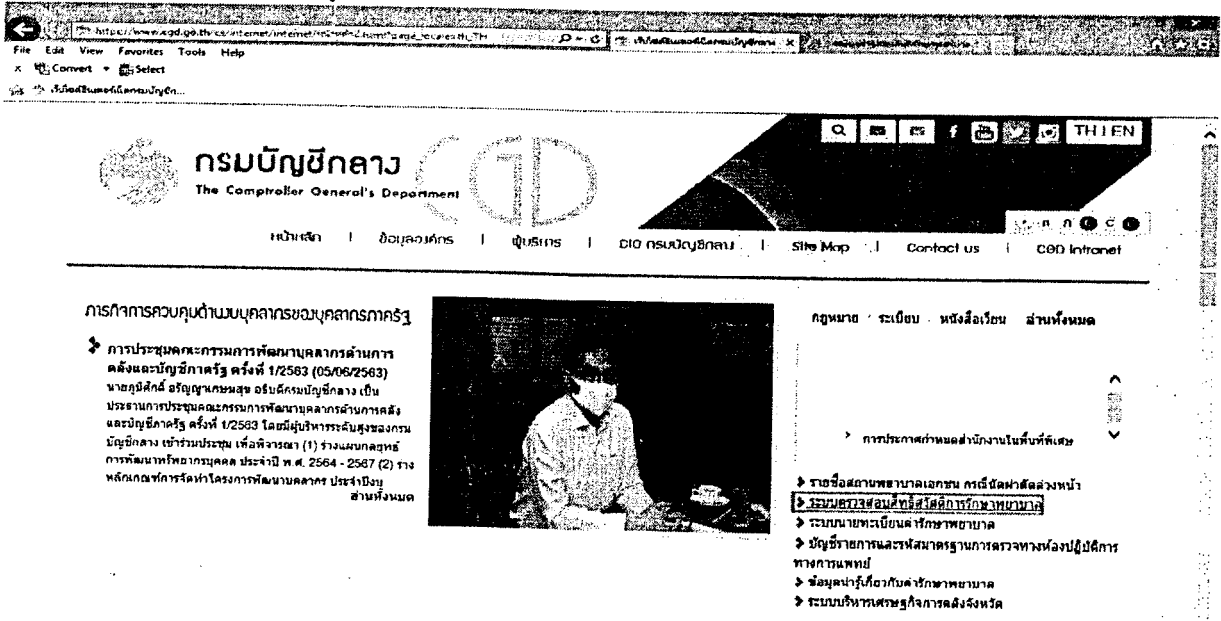 File Edit View Favorites Tools Help
x Convert Select
TH | EN
กรมบัญชีกลาง
The Comptroller General's Department
หน้าหลัก | ข้อมูลองค์กร | ผู้บริหาร | CIO กรมบัญชีกลาง | Site Map | Contact us | CGD Intranet
ภารกิจการควบคุมด้านงบบุคลากรของบุคลากรภาครัฐ
การประชุมคณะกรรมการพัฒนาบุคลากรด้านการ
คลังและบัญชีภาครัฐ ครั้งที่ 1/2563 (05/06/2563)
นายภูมิศักดิ์ อรัญญาเกษมสุข อธิบดีกรมบัญชีกลาง เป็น
ประธานการประชุมคณะกรรมการพัฒนาบุคลากรด้านการคลัง
และบัญชีภาครัฐ ครั้งที่ 1/2563 โดยมีผู้บริหารระดับสูงของกรม
บัญชีกลาง เข้าร่วมประชุม เพื่อพิจารณา (1) ร่างแผนกลยุทธ์
การพัฒนาทรัพยากรบุคคล ประจำปี พ.ศ. 2564 - 2567 (2) ร่าง
หลักเกณฑ์การจัดทำโครงการพัฒนาบุคลากร ประจำปีงบ
อ่านทั้งหมด
กฎหมาย ระเบียบ หนังสือเวียน อ่านทั้งหมด
การประกาศกำหนดสำนักงานในพื้นที่พิเศษ
รายชื่อสถานพยาบาลเอกชน กรณีนัดผ่าตัดล่วงหน้า
ระบบตรวจสอบสิทธิสวัสดิการรักษาพยาบาล
ระบบนายทะเบียนค่ารักษาพยาบาล
บัญชีรายการและรหัสมาตรฐานการตรวจทางห้องปฏิบัติการ
ทางการแพทย์
ข้อมูลน่ารู้เกี่ยวกับค่ารักษาพยาบาล
ระบบบริหารเศรษฐกิจการคลังจังหวัด